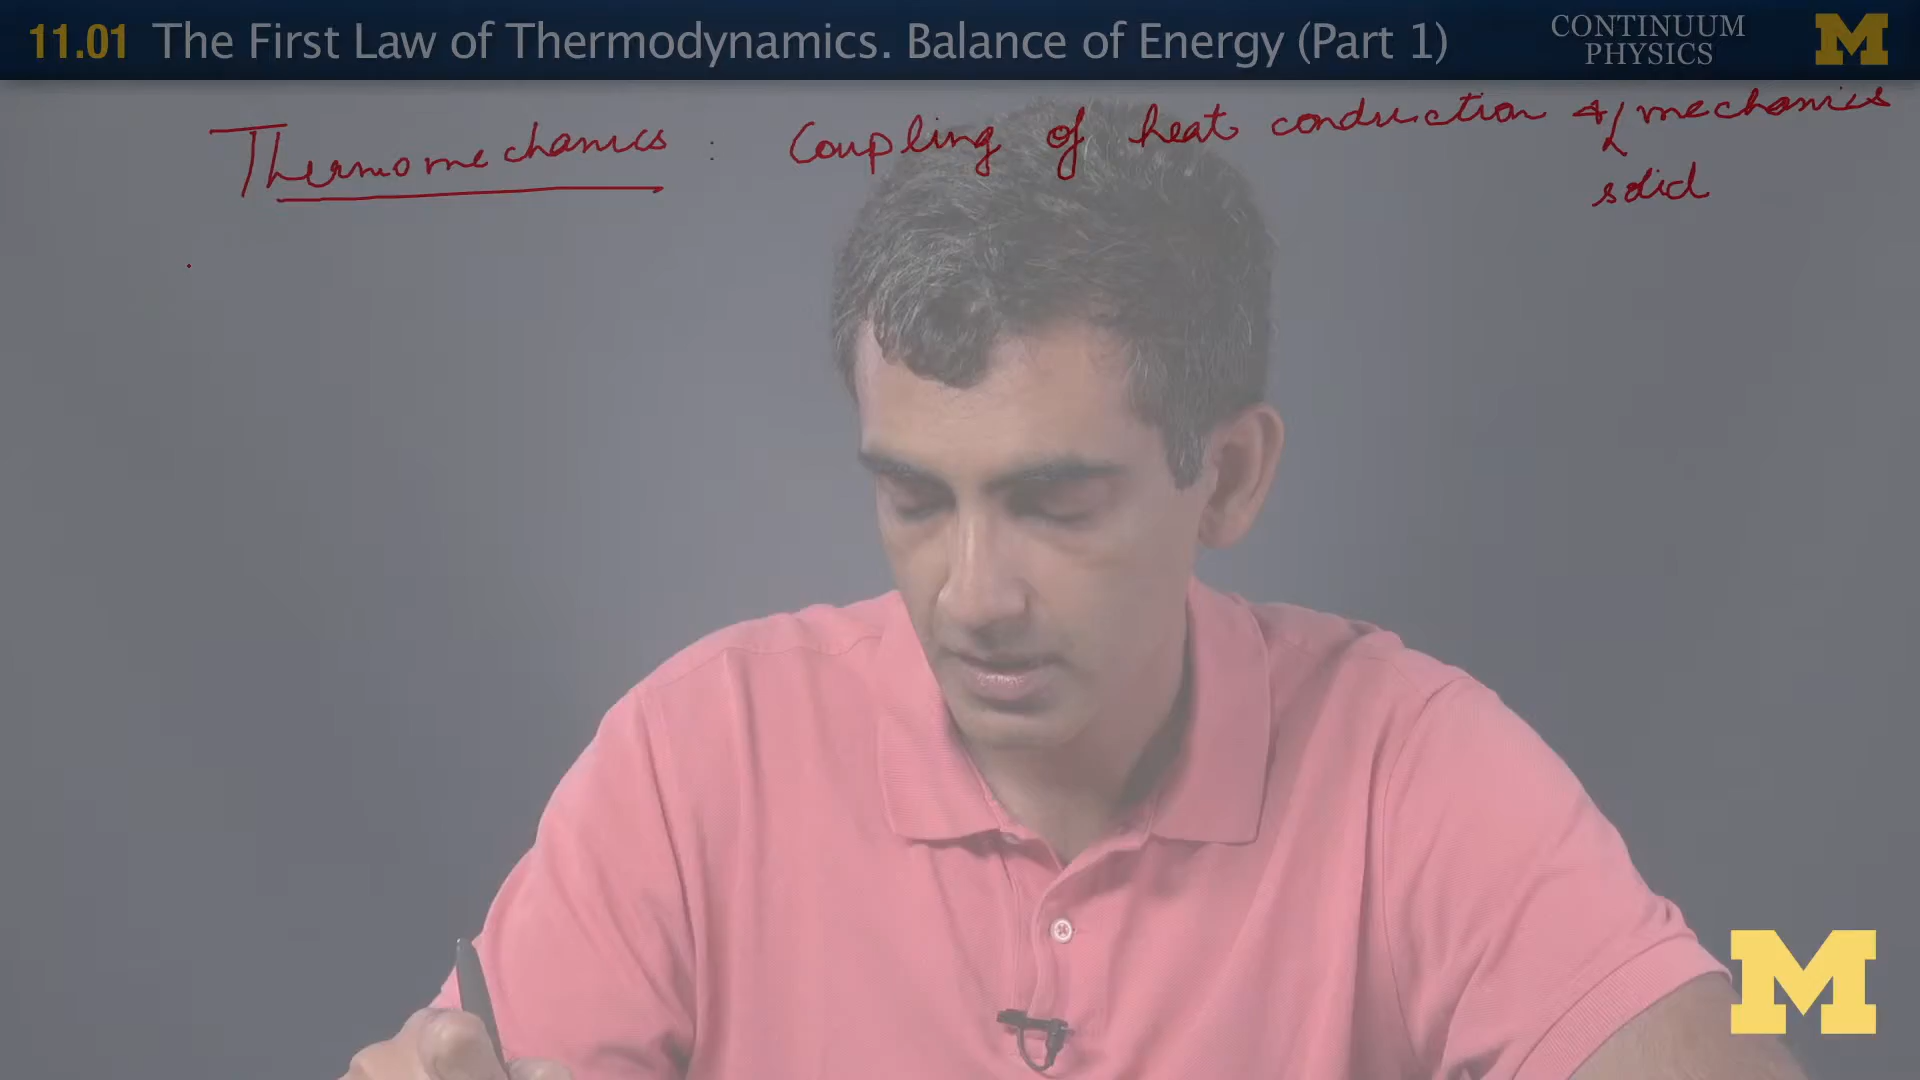 11.01 The First Law of Thermodynamics. Balance of Energy (Part 1)
CONTINUUM
PHYSICS
M
Thermomechanics : Coupling of heat conduction & mechanics
solid
M